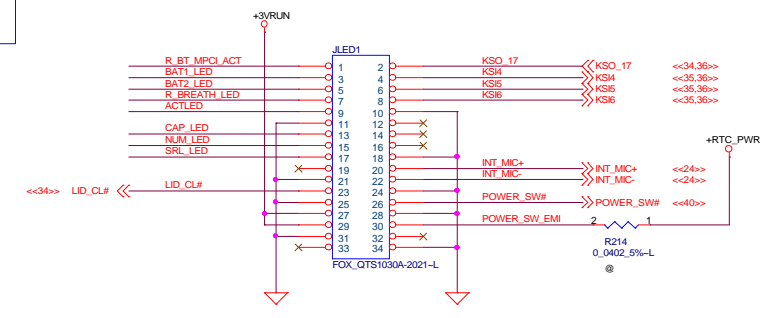 +3VRUN
JLED1
R_BT_MPCI_ACT 1 2 KSO_17 KSO_17 <<34,36>>
BAT1_LED 3 4 KSI4 KSI4 <<35,36>>
BAT2_LED 5 6 KSI5 KSI5 <<35,36>>
R_BREATH_LED 7 8 KSI6 KSI6 <<35,36>>
ACTLED 9 10
11 12
CAP_LED 13 14
NUM_LED 15 16
SRL_LED 17 18
+RTC_PWR
19 20 INT_MIC+ INT_MIC+ <<24>>
21 22 INT_MIC- INT_MIC- <<24>>
<<34>> LID_CL# LID_CL# 23 24
25 26 POWER_SW# POWER_SW# <<40>>
27 28
29 30 POWER_SW_EMI 2 1
31 32
33 34
R214
0_0402_5%~L
@
FOX_QTS1030A-2021~L